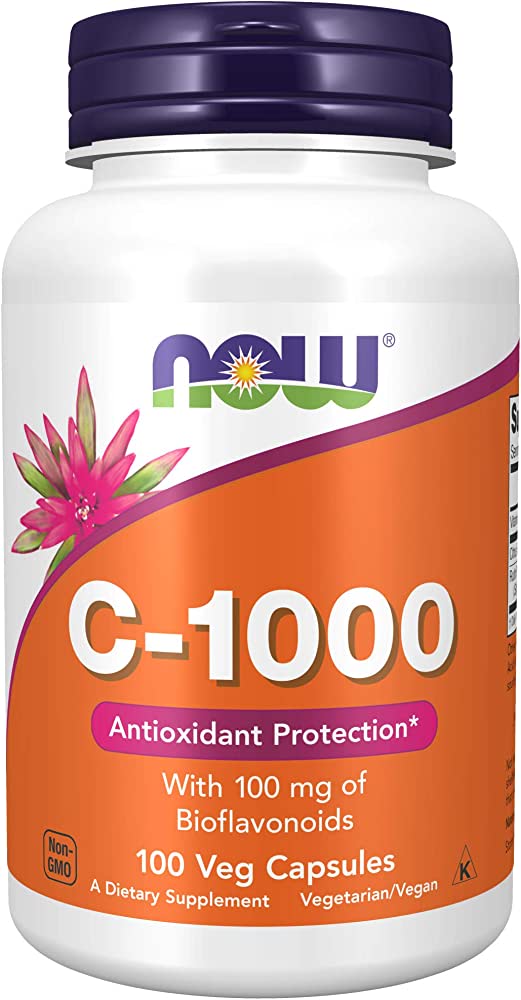 NOW®
C-1000
Antioxidant Protection*
With 100 mg of
Bioflavonoids
Non-
GMO
100 Veg Capsules
A Dietary Supplement
Vegetarian/Vegan
K